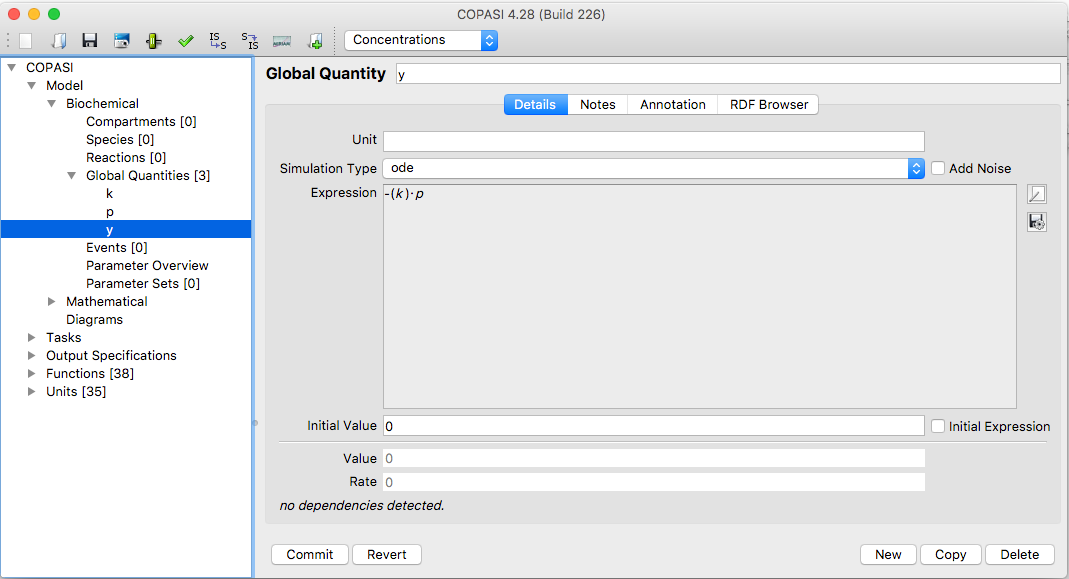 COPASI 4.28 (Build 226)
Concentrations
COPASI
Model
Biochemical
Compartments [0]
Species [0]
Reactions [0]
Global Quantities [3]
k
p
y
Events [0]
Parameter Overview
Parameter Sets [0]
Mathematical
Diagrams
Tasks
Output Specifications
Functions [38]
Units [35]
Global Quantity y
Details Notes Annotation RDF Browser
Unit
Simulation Type ode Add Noise
Expression -(k)·p
Initial Value 0 Initial Expression
Value 0
Rate 0
no dependencies detected.
Commit Revert New Copy Delete